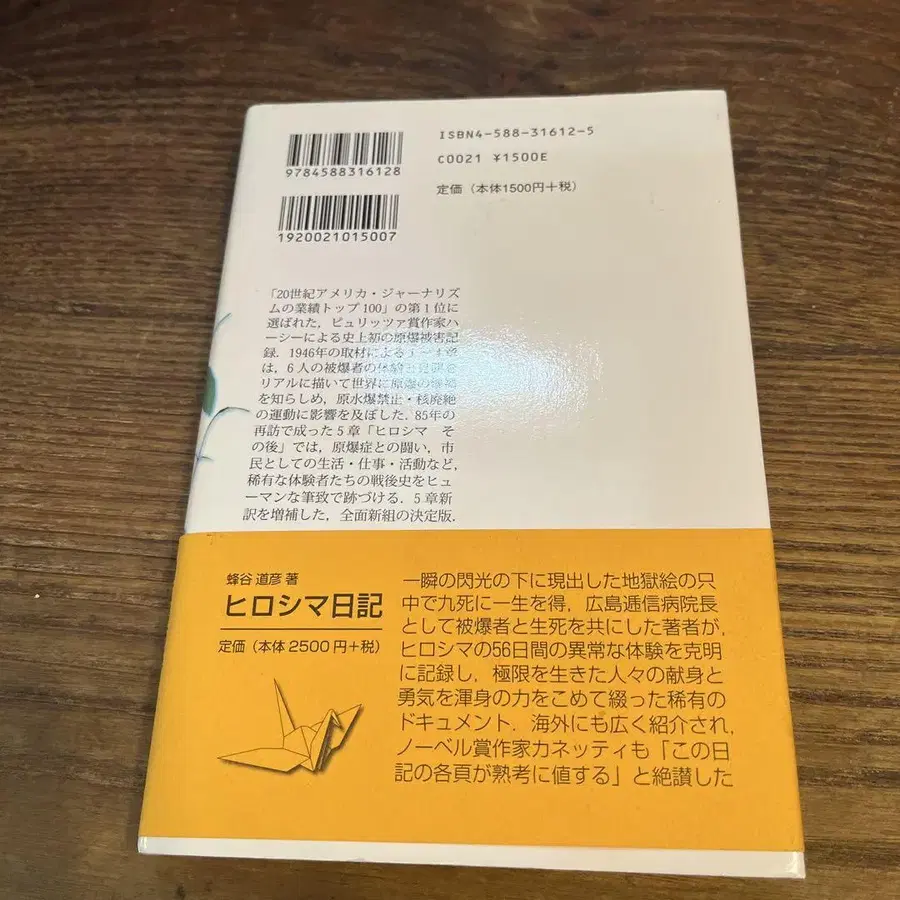 ISBN4-588-31612-5
C0021 ¥1500E
定価（本体1500円＋税）
9784588316128
1920021015007
「20世紀アメリカ・ジャーナリズ
ムの業績トップ100」の第1位に
選ばれた，ピュリッツァ賞作家ハ
ーシーによる史上初の原爆被害記
録．1946年の取材による
は，6人の被爆者の体験
リアルに描いて世界に原爆の
を知らしめ，原水爆禁止・核廃絶
の運動に影響を及ぼした．85年の
再訪で成った5章「ヒロシマ　そ
の後」では，原爆症との闘い，市
民としての生活・仕事・活動など，
稀有な体験者たちの戦後史をヒュ
ーマンな筆致で跡づける．5章新
訳を増補した，全面新組の決定版．
蜂谷 道彦 著
ヒロシマ日記
定価（本体2500円＋税）
一瞬の閃光の下に現出した地獄絵の只
中で九死に一生を得，広島逓信病院長
として被爆者と生死を共にした著者が，
ヒロシマの56日間の異常な体験を克明
に記録し，極限を生きた人々の献身と
勇気を渾身の力をこめて綴った稀有の
ドキュメント．海外にも広く紹介され，
ノーベル賞作家カネッティも「この日
記の各頁が熟考に値する」と絶讃した